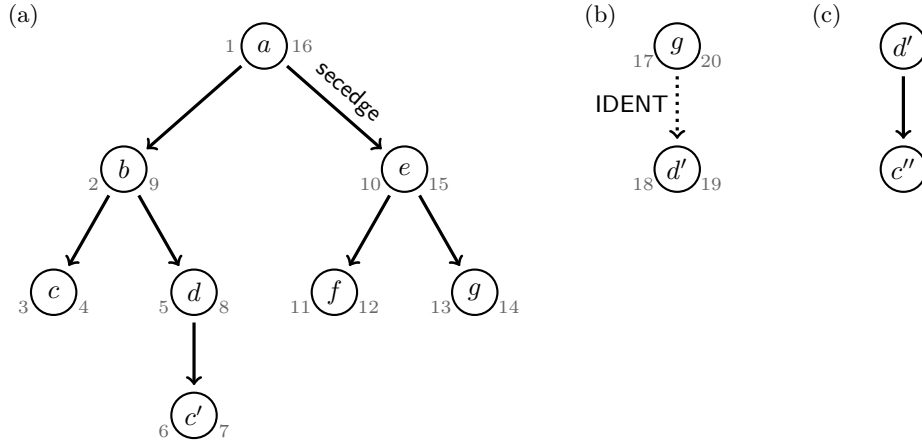 (a) (b) (c)
1 a 16 17 g 20 d′
secedge
IDENT
2 b 9 10 e 15 18 d′ 19 c′′
3 c 4 5 d 8 11 f 12 13 g 14
6 c′ 7